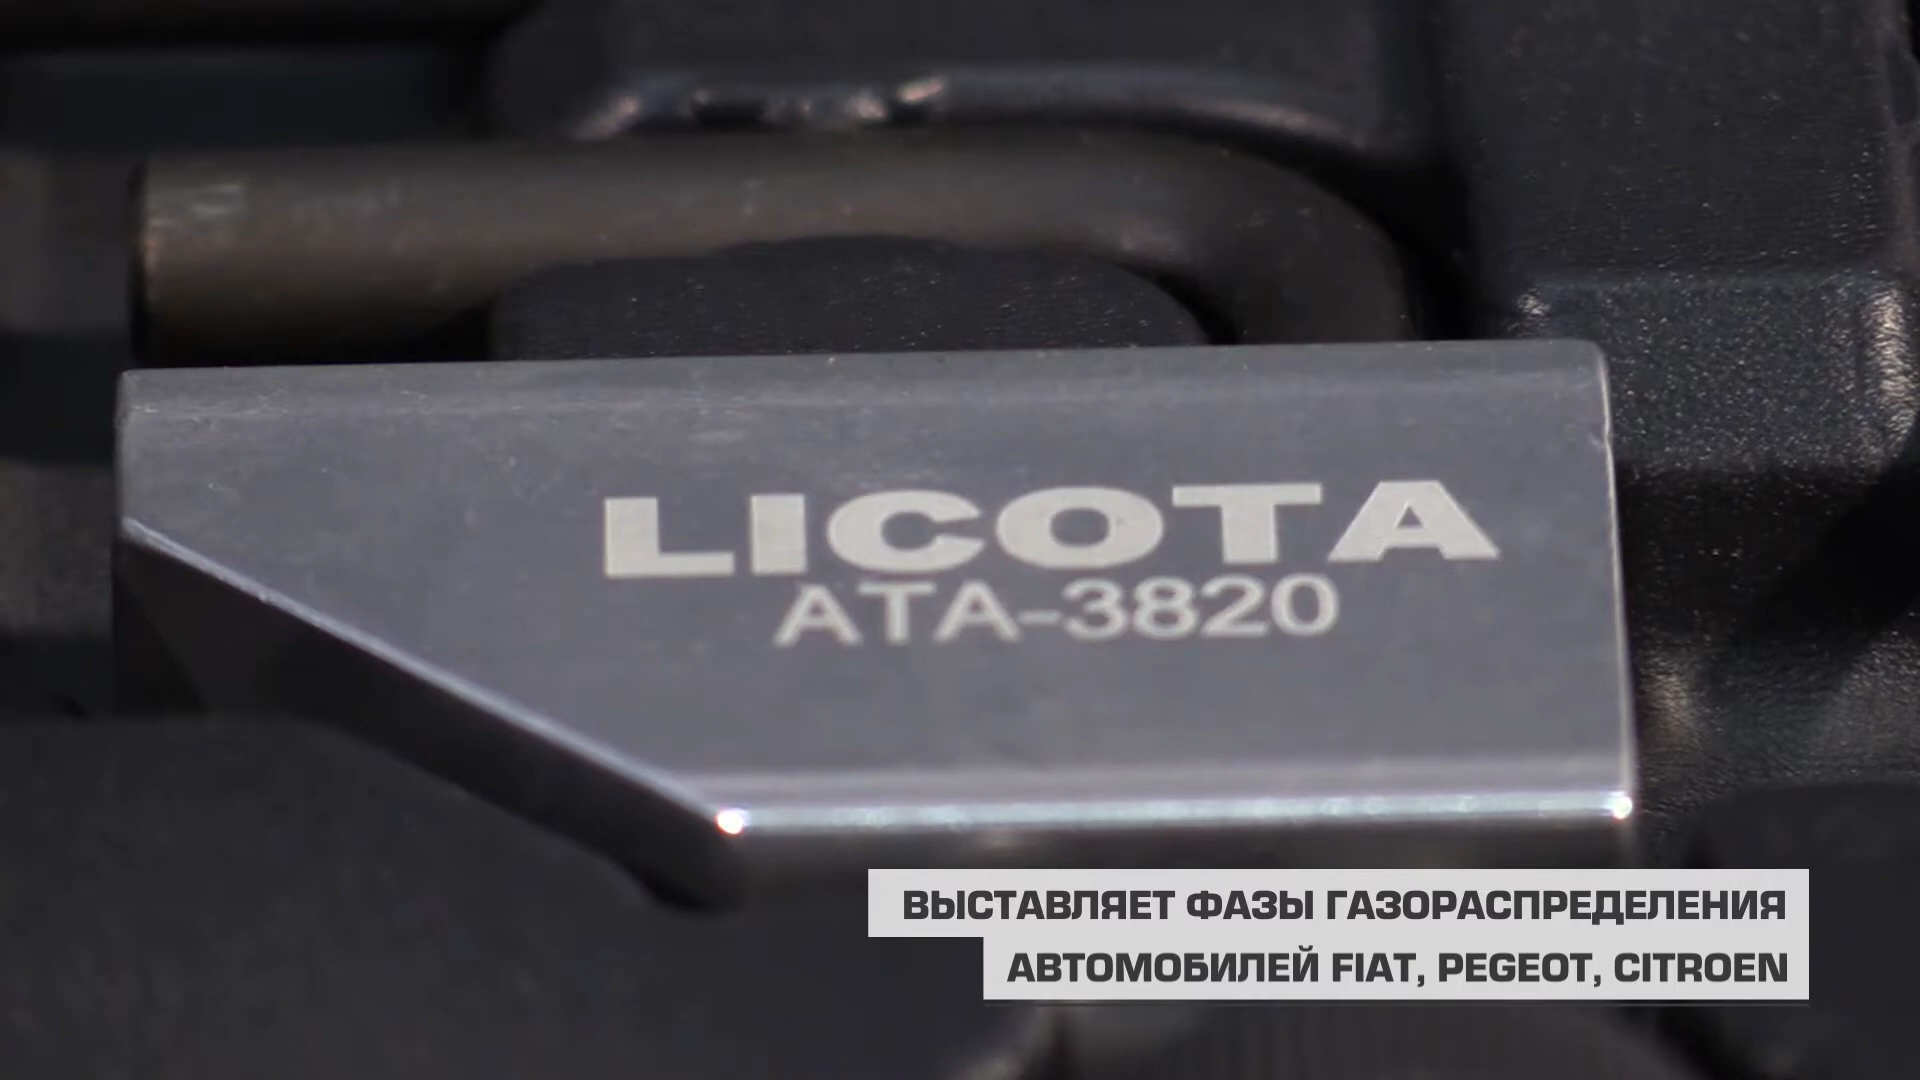 LICOTA
ATA-3820
ВЫСТАВЛЯЕТ ФАЗЫ ГАЗОРАСПРЕДЕЛЕНИЯ
АВТОМОБИЛЕЙ FIAT, PEGEOT, CITROEN